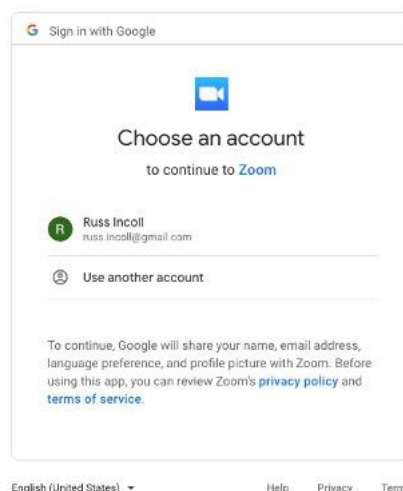 Sign in with Google
Choose an account
to continue to Zoom
R
Russ Incoll
russ.incoll@gmail.com
Use another account
To continue, Google will share your name, email address,
language preference, and profile picture with Zoom. Before
using this app, you can review Zoom's privacy policy and
terms of service.
English (United States)
Help Privacy Term